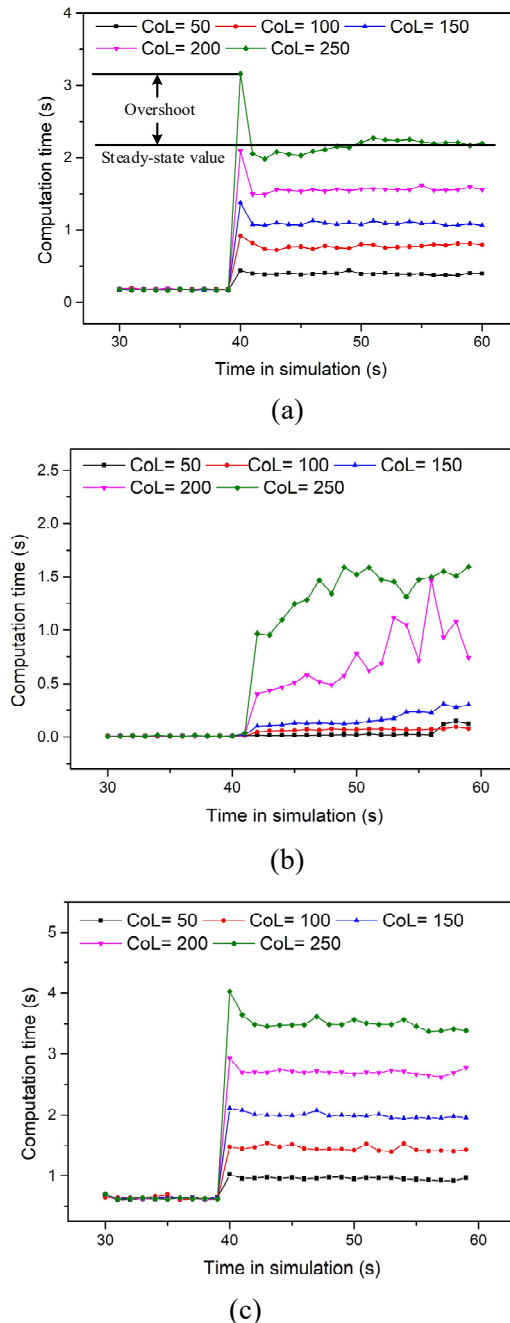 CoL= 50 CoL= 100 CoL= 150
CoL= 200 CoL= 250
Overshoot
Steady-state value
Computation time (s)
4
3
2
1
0
30 40 50 60
Time in simulation (s)
(a)
CoL= 50 CoL= 100 CoL= 150
CoL= 200 CoL= 250
Computation time (s)
2.5
2.0
1.5
1.0
0.5
0.0
30 40 50 60
Time in simulation (s)
(b)
CoL= 50 CoL= 100 CoL= 150
CoL= 200 CoL= 250
Computation time (s)
5
4
3
2
1
30 40 50 60
Time in simulation (s)
(c)